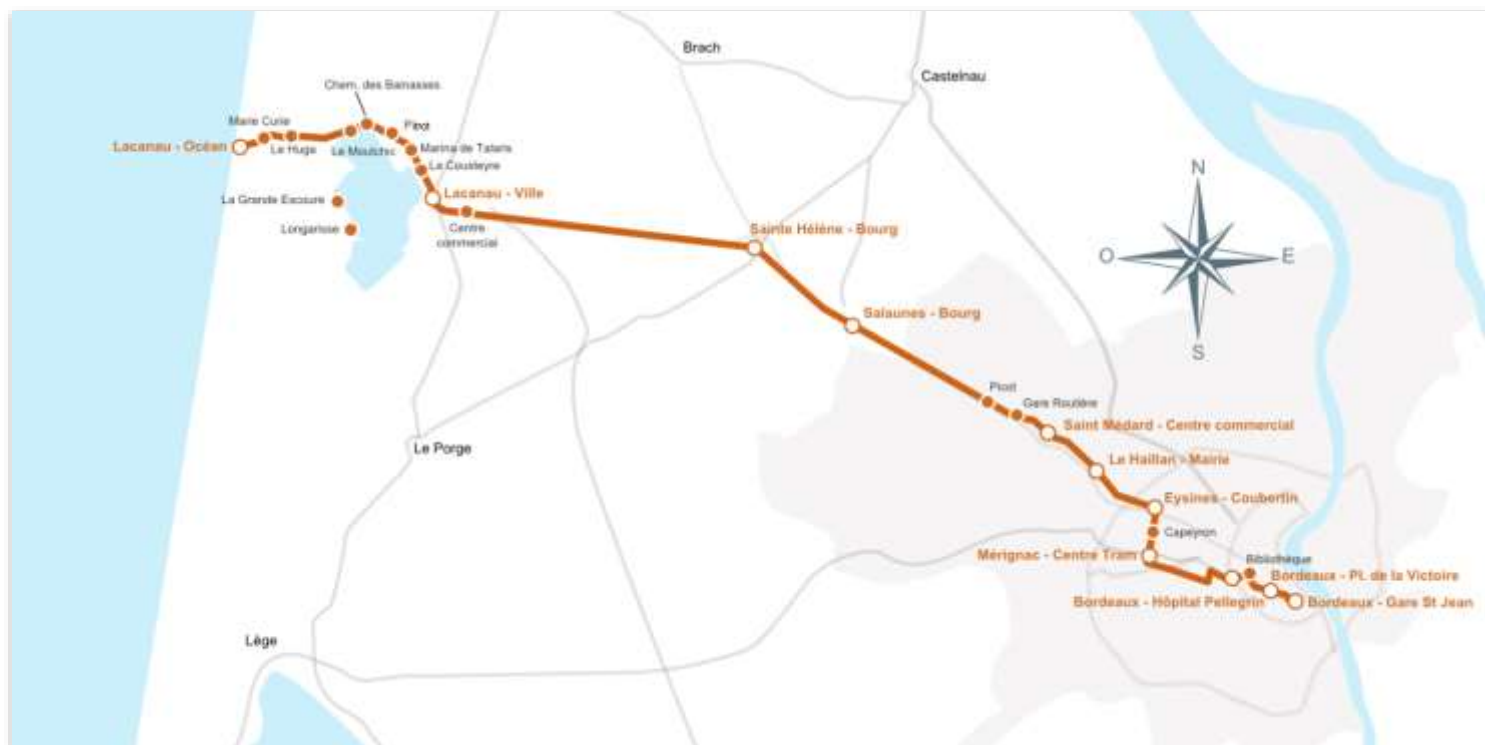 Brach
Castelnau
Chem. des Bamasses
Marie Curie
Pitot
Lacanau - Océan
Le Huga
Le Moutchic
Marina de Talaris
Le Cousteyre
La Grande Escoure
Lacanau - Ville
Longarisse
Centre
commercial
Sainte Hélène - Bourg
N
O
E
S
Salaunes - Bourg
Picot
Gare Routière
Saint Médard - Centre commercial
Le Porge
Le Haillan - Mairie
Eysines - Coubertin
Capeyron
Mérignac - Centre Tram
Bibliothèque
Bordeaux - Pl. de la Victoire
Bordeaux - Hôpital Pellegrin
Bordeaux - Gare St Jean
Lège